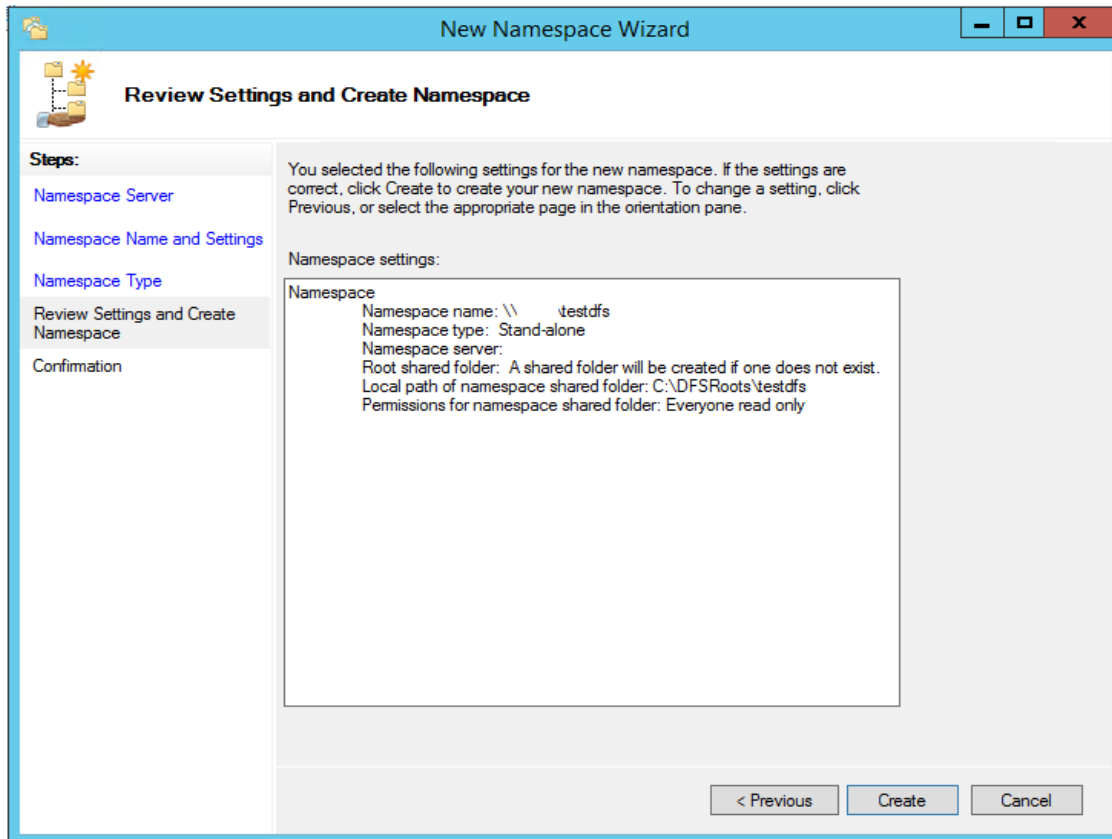 New Namespace Wizard
Review Settings and Create Namespace
Steps:
Namespace Server
Namespace Name and Settings
Namespace Type
Review Settings and Create
Namespace
Confirmation
You selected the following settings for the new namespace. If the settings are
correct, click Create to create your new namespace. To change a setting, click
Previous, or select the appropriate page in the orientation pane.
Namespace settings:
Namespace
Namespace name: \\ \testdfs
Namespace type: Stand-alone
Namespace server:
Root shared folder: A shared folder will be created if one does not exist.
Local path of namespace shared folder: C:\DFSRoots\testdfs
Permissions for namespace shared folder: Everyone read only
< Previous
Create
Cancel